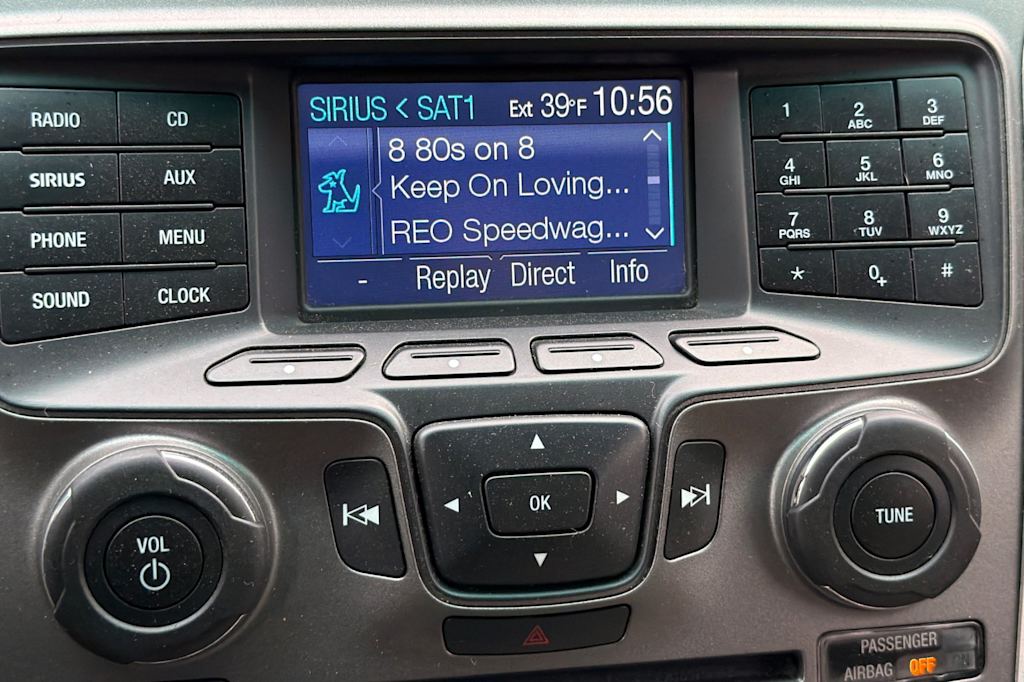 SIRIUS < SAT1 Ext 39°F 10:56
8 80s on 8
Keep On Loving...
REO Speedwag...
- Replay Direct Info
RADIO CD
SIRIUS AUX
PHONE MENU
SOUND CLOCK
1 2 ABC 3 DEF
4 GHI 5 JKL 6 MNO
7 PQRS 8 TUV 9 WXYZ
* 0+ #
OK
VOL
TUNE
PASSENGER
AIRBAG OFF ON